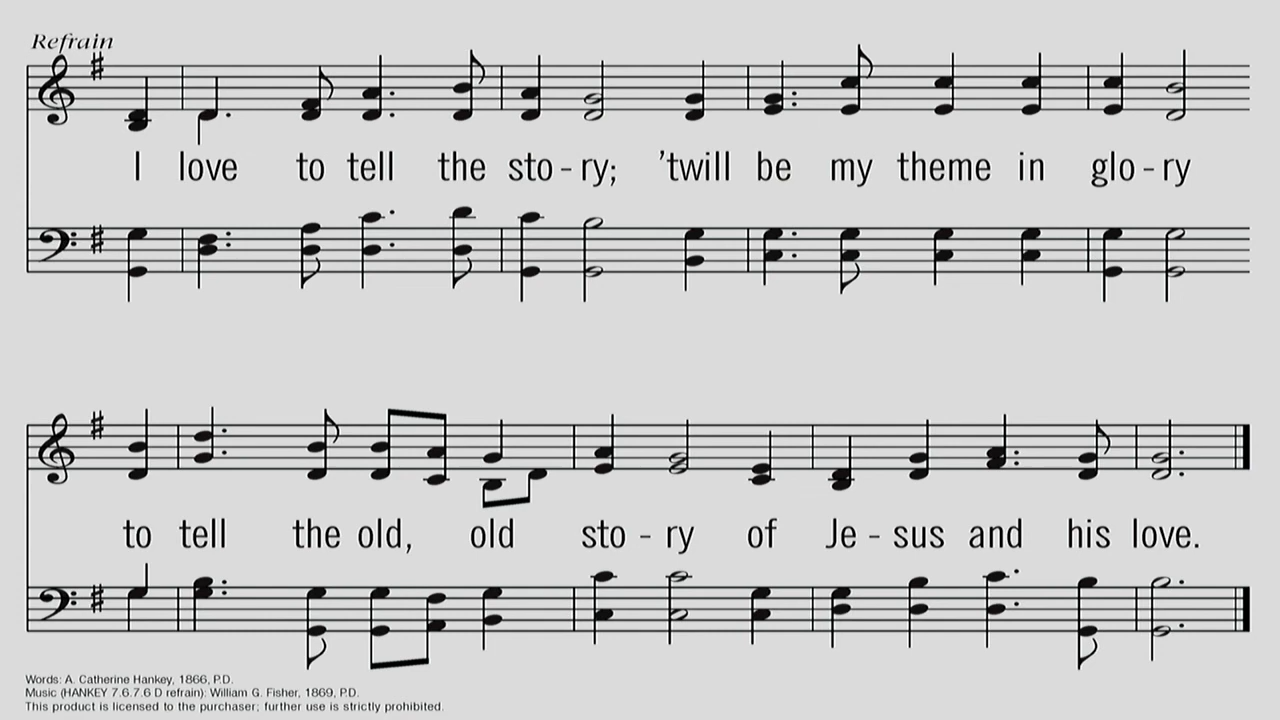 Refrain
I love to tell the sto - ry; ’twill be my theme in glo - ry
to tell the old, old sto - ry of Je - sus and his love.
Words: A. Catherine Hankey, 1866, P.D.
Music (HANKEY 7.6.7.6 D refrain): William G. Fisher, 1869, P.D.
This product is licensed to the purchaser; further use is strictly prohibited.